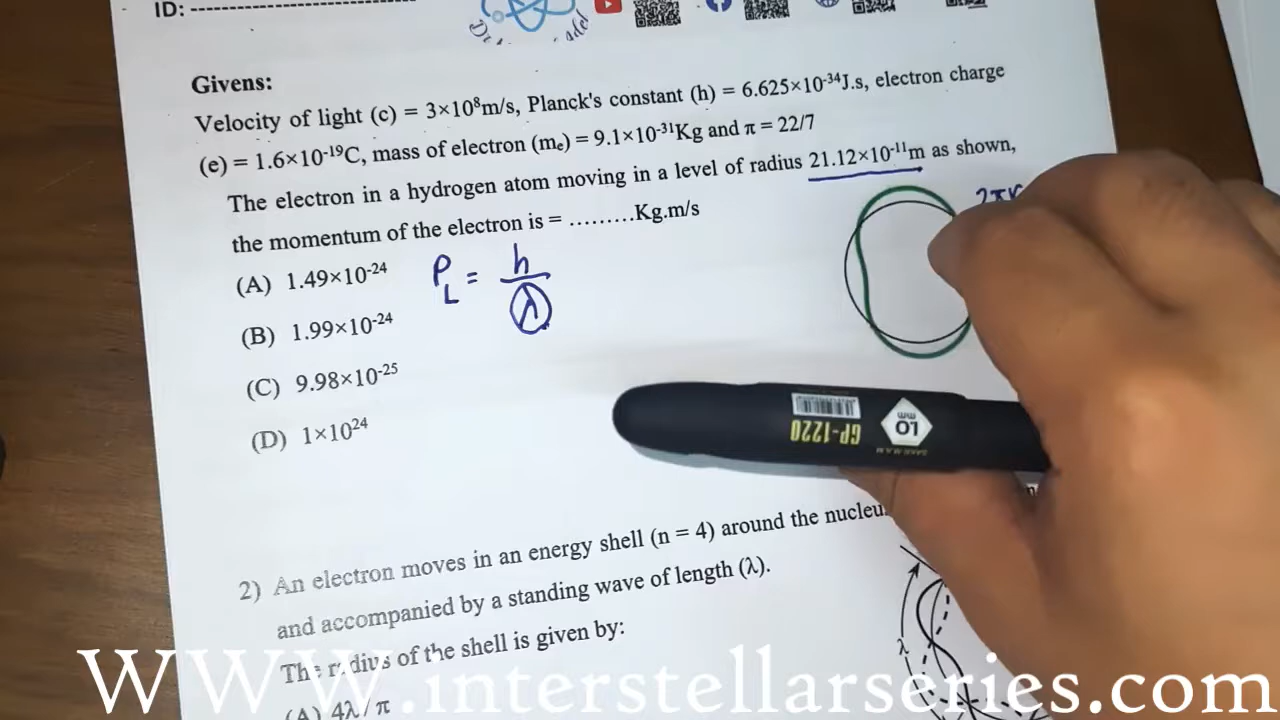 ID: --------------------
Givens:
Velocity of light (c) = 3×10⁸m/s, Planck's constant (h) = 6.625×10⁻³⁴J.s, electron charge
(e) = 1.6×10⁻¹⁹C, mass of electron (mₑ) = 9.1×10⁻³¹Kg and π = 22/7
The electron in a hydrogen atom moving in a level of radius 21.12×10⁻¹¹m as shown,
2πr
the momentum of the electron is = .........Kg.m/s
(A) 1.49×10⁻²⁴
P_L = h/λ
(B) 1.99×10⁻²⁴
(C) 9.98×10⁻²⁵
(D) 1×10²⁴
GP-1220
1.0
mm
2) An electron moves in an energy shell (n = 4) around the
and accompanied by a standing wave of length (λ).
The radius of the shell is given by:
λ
(A) 4λ / π
WWW.interstellarseries.com